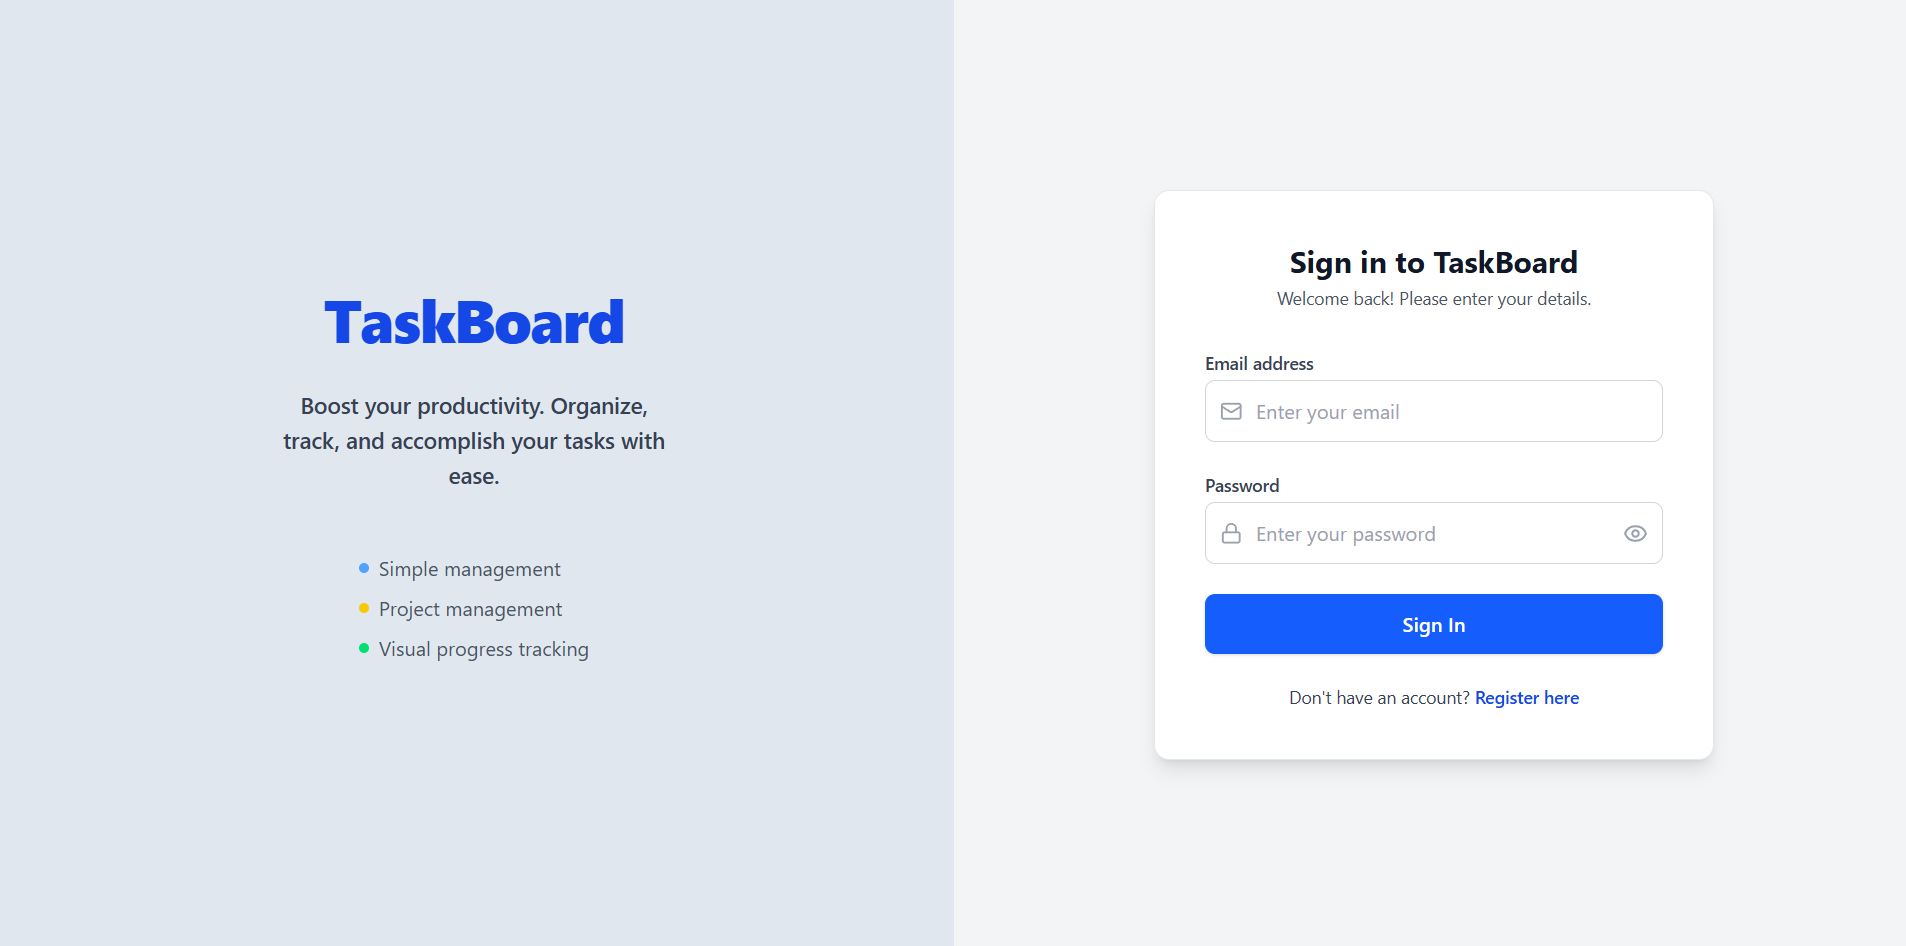 TaskBoard
Boost your productivity. Organize,
track, and accomplish your tasks with
ease.
Simple management
Project management
Visual progress tracking
Sign in to TaskBoard
Welcome back! Please enter your details.
Email address
Enter your email
Password
Enter your password
Sign In
Don't have an account? Register here